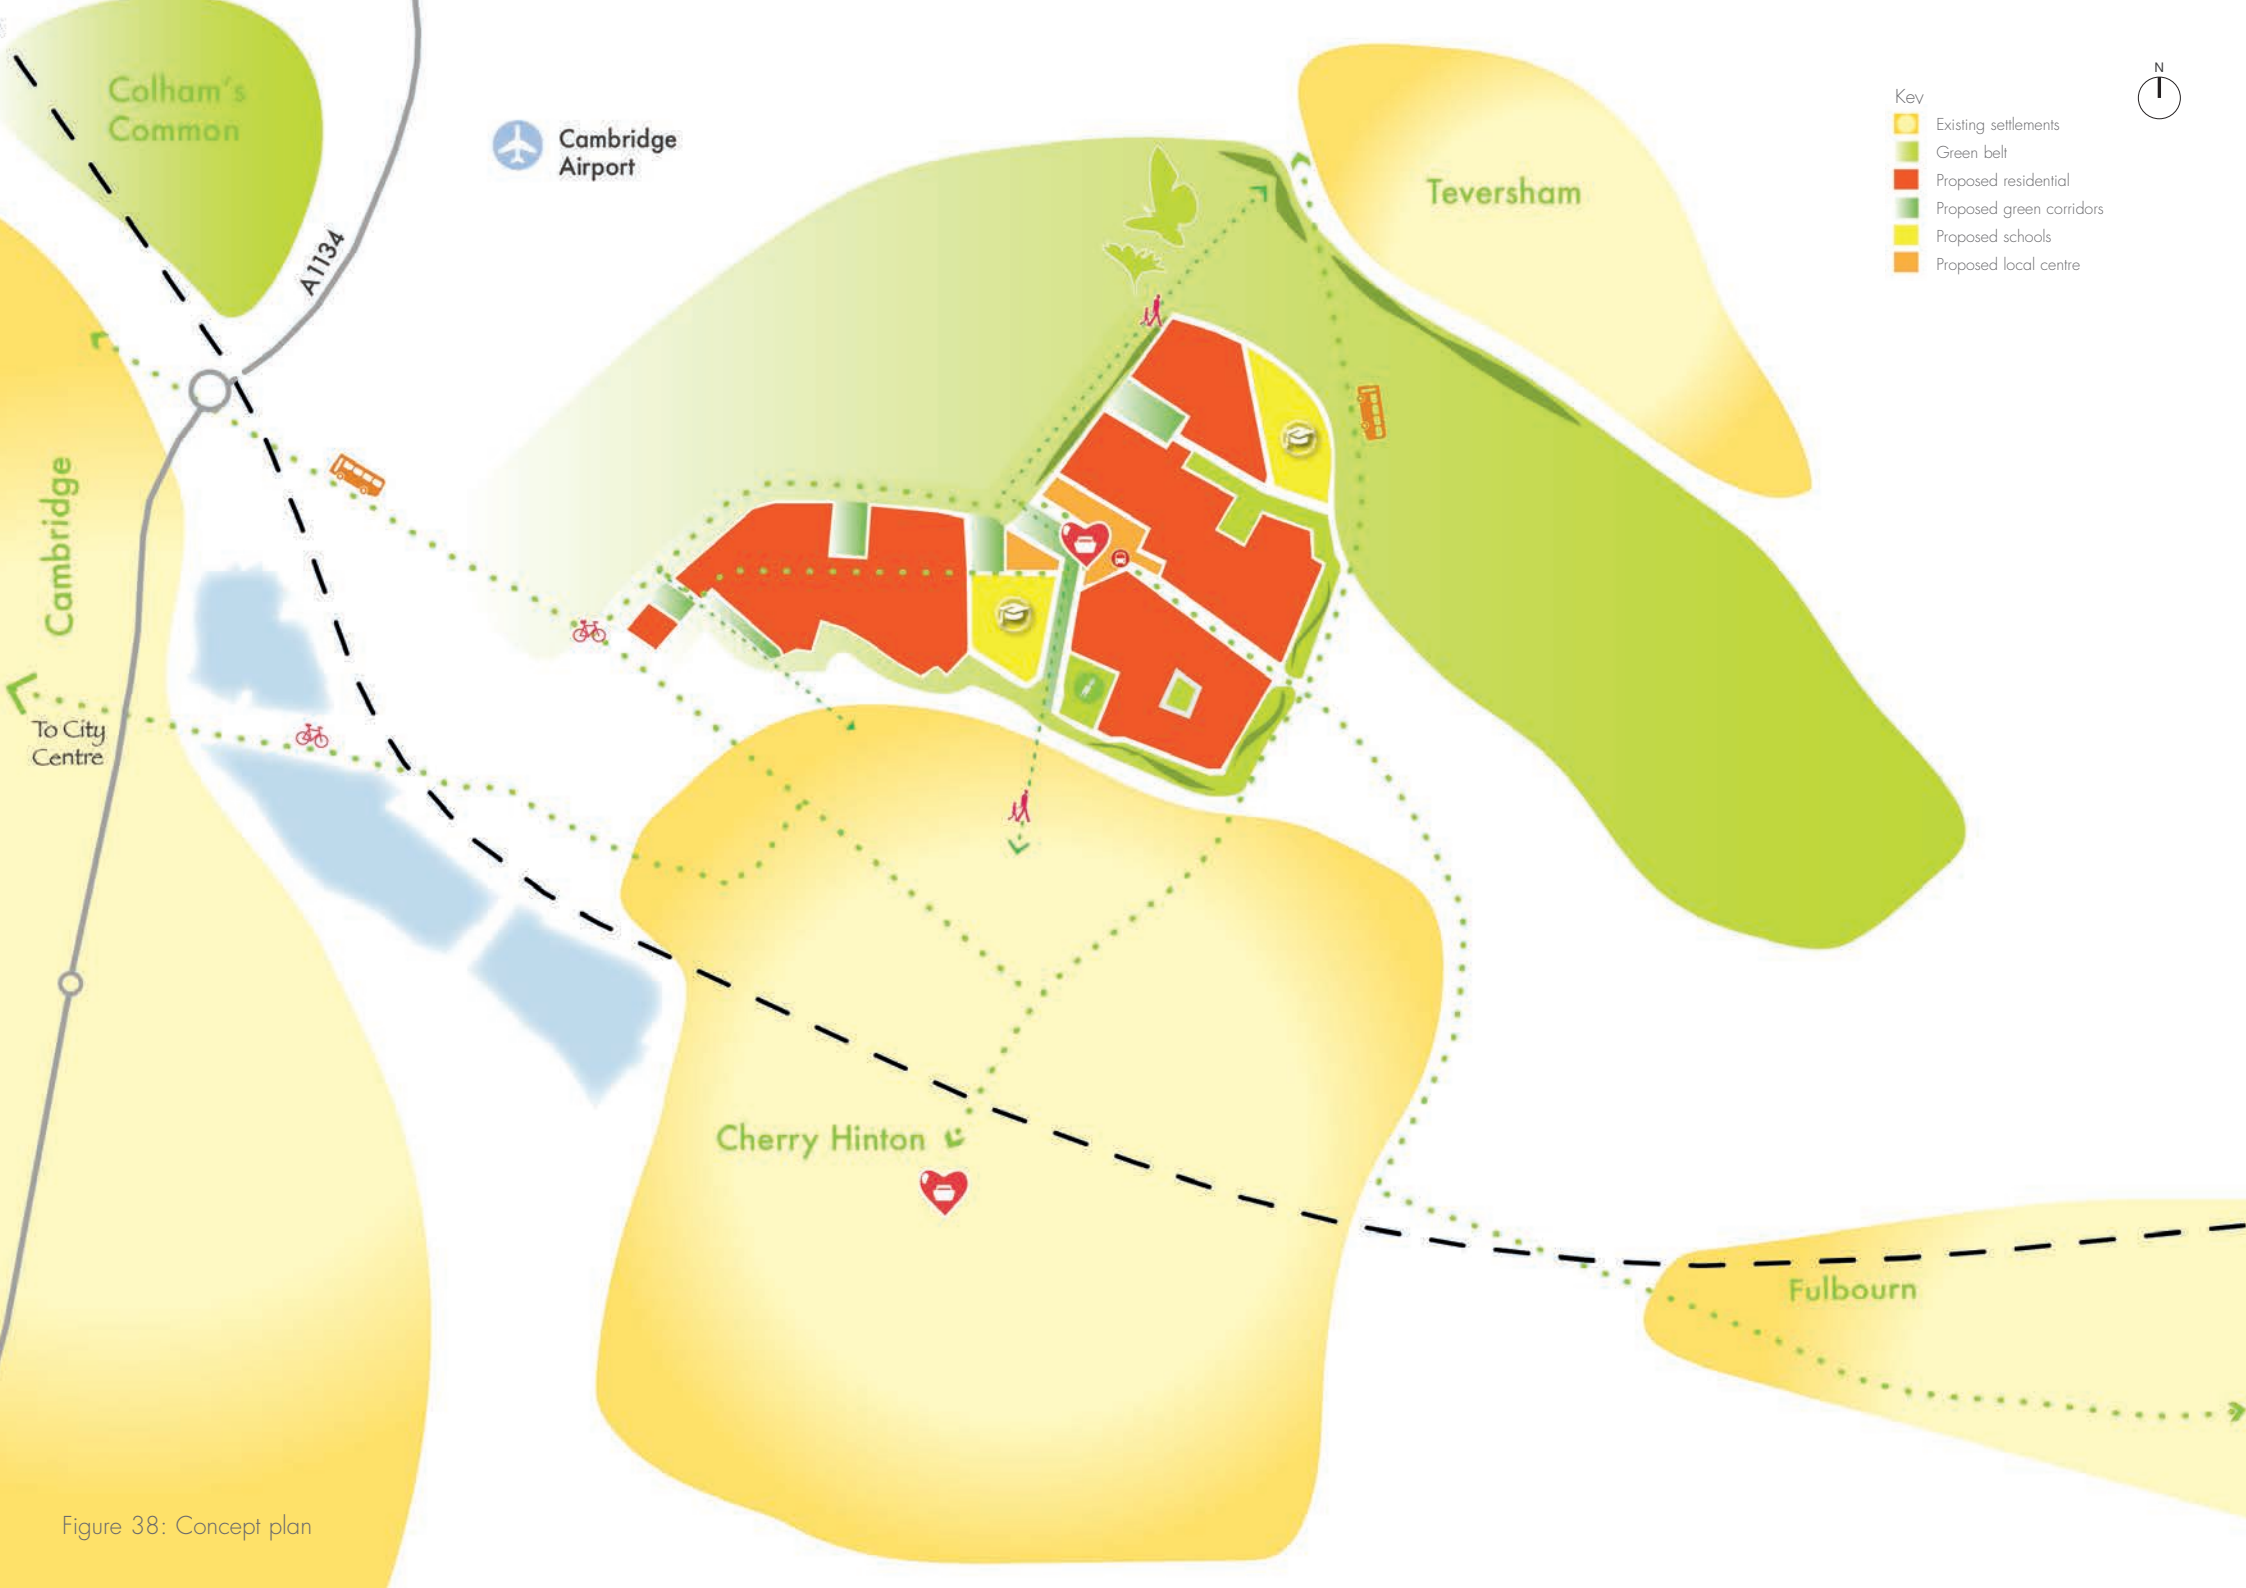 Colham's
Common
A1134
Cambridge
Airport
Teversham
N
Key
Existing settlements
Green belt
Proposed residential
Proposed green corridors
Proposed schools
Proposed local centre
Cambridge
To City
Centre
Cherry Hinton
Fulbourn
Figure 38: Concept plan